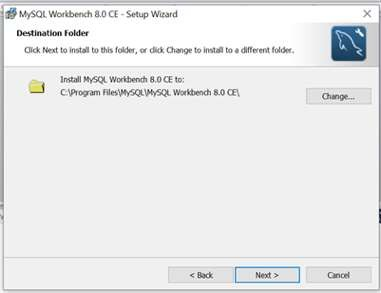 MySQL Workbench 8.0 CE - Setup Wizard
Destination Folder
Click Next to install to this folder, or click Change to install to a different folder.
Install MySQL Workbench 8.0 CE to:
C:\Program Files\MySQL\MySQL Workbench 8.0 CE\
Change...
< Back
Next >
Cancel